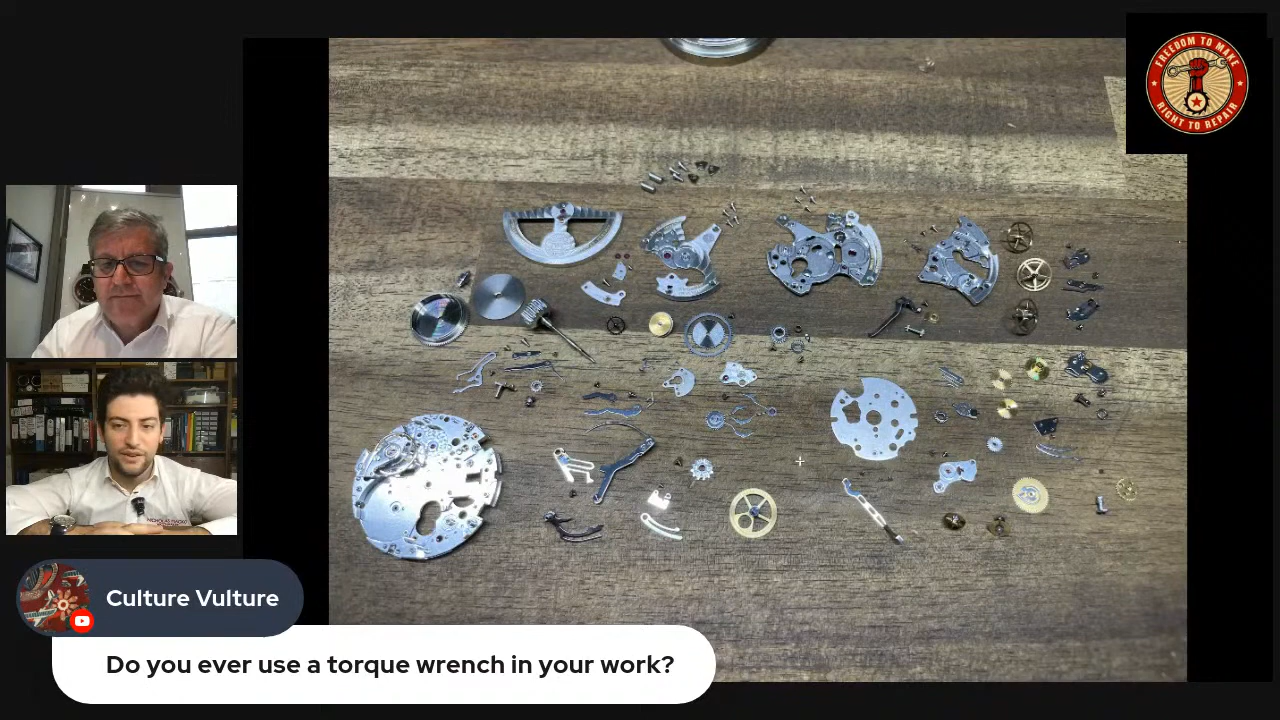 FREEDOM TO MAKE
RIGHT TO REPAIR
Culture Vulture
Do you ever use a torque wrench in your work?